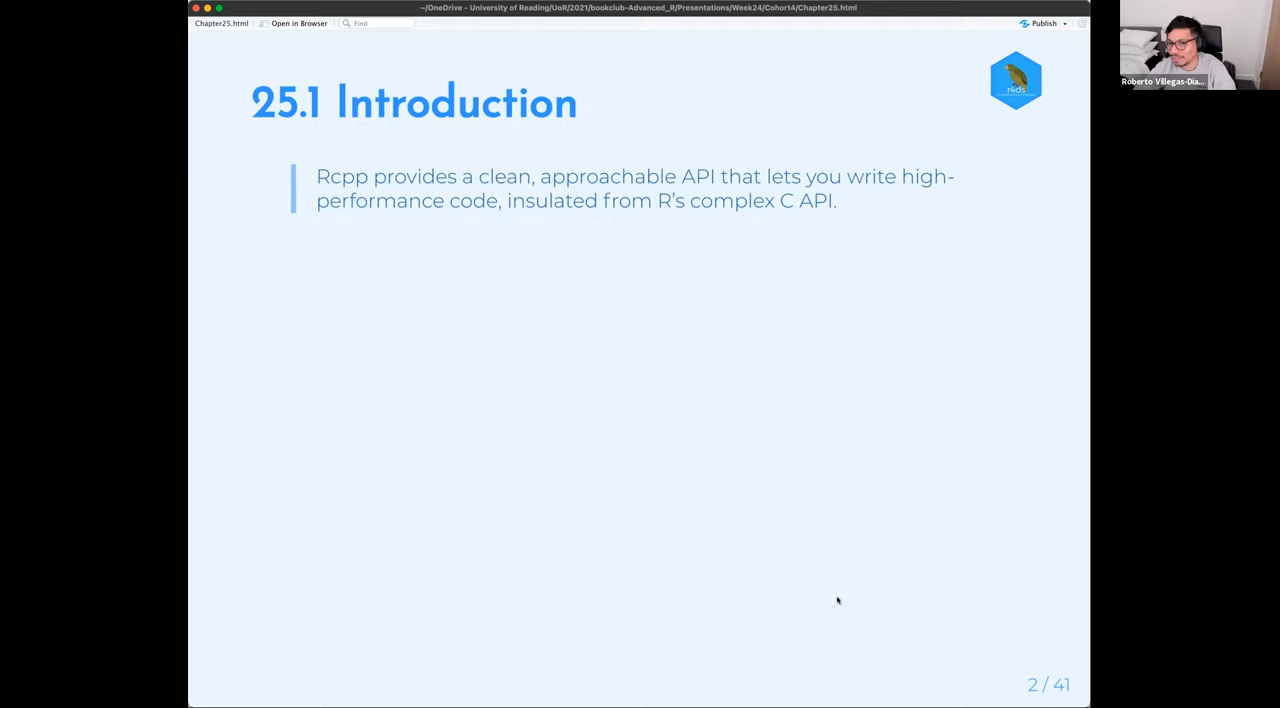 ~/OneDrive - University of Reading/UoR/2021/bookclub-Advanced_R/Presentations/Week24/Cohort4/Chapter25.html
Chapter25.html
Open in Browser
Find
Publish
Roberto Villegas-Dia...
25.1 Introduction
r4ds
Rcpp provides a clean, approachable API that lets you write high-
performance code, insulated from R's complex C API.
2 / 41